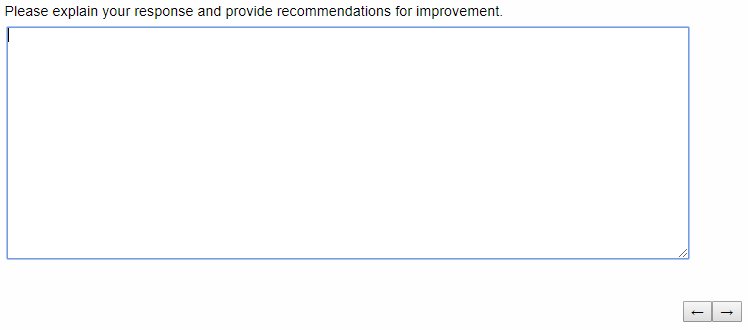 Please explain your response and provide recommendations for improvement.
← →